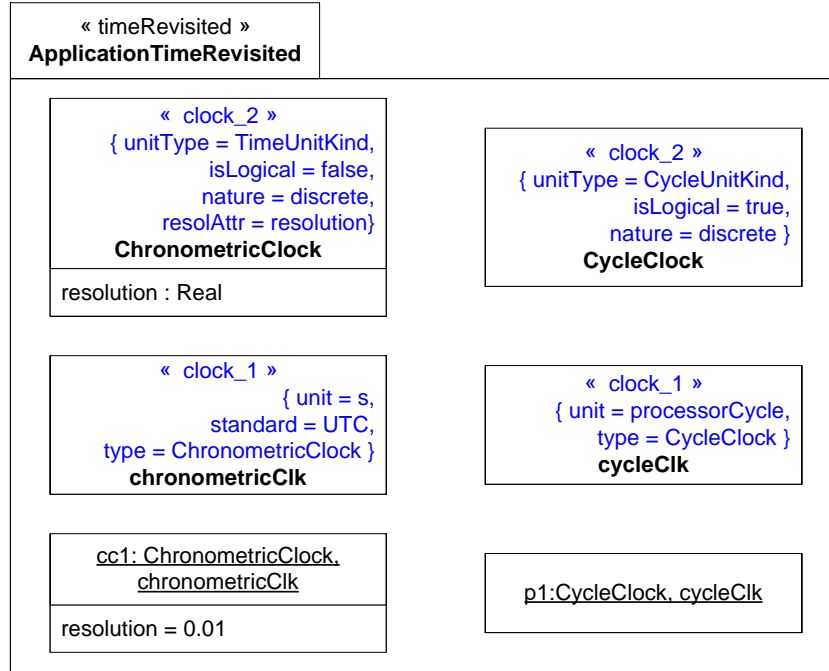 « timeRevisited »
ApplicationTimeRevisited
« clock_2 »
{ unitType = TimeUnitKind,
isLogical = false,
nature = discrete,
resolAttr = resolution}
ChronometricClock
resolution : Real
« clock_2 »
{ unitType = CycleUnitKind,
isLogical = true,
nature = discrete }
CycleClock
« clock_1 »
{ unit = s,
standard = UTC,
type = ChronometricClock }
chronometricClk
« clock_1 »
{ unit = processorCycle,
type = CycleClock }
cycleClk
cc1: ChronometricClock,
chronometricClk
resolution = 0.01
p1:CycleClock, cycleClk